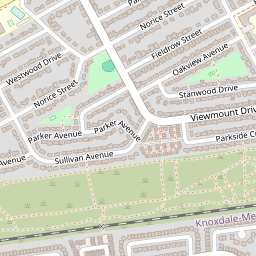 Norice Street
Fieldrow Street
Westwood Drive
Oakview Avenue
Norice Street
Stanwood Drive
Viewmount Driv
Parker Avenue
Parker Avenue
Parkside C
Avenue
Sullivan Avenue
Knoxdale-Me